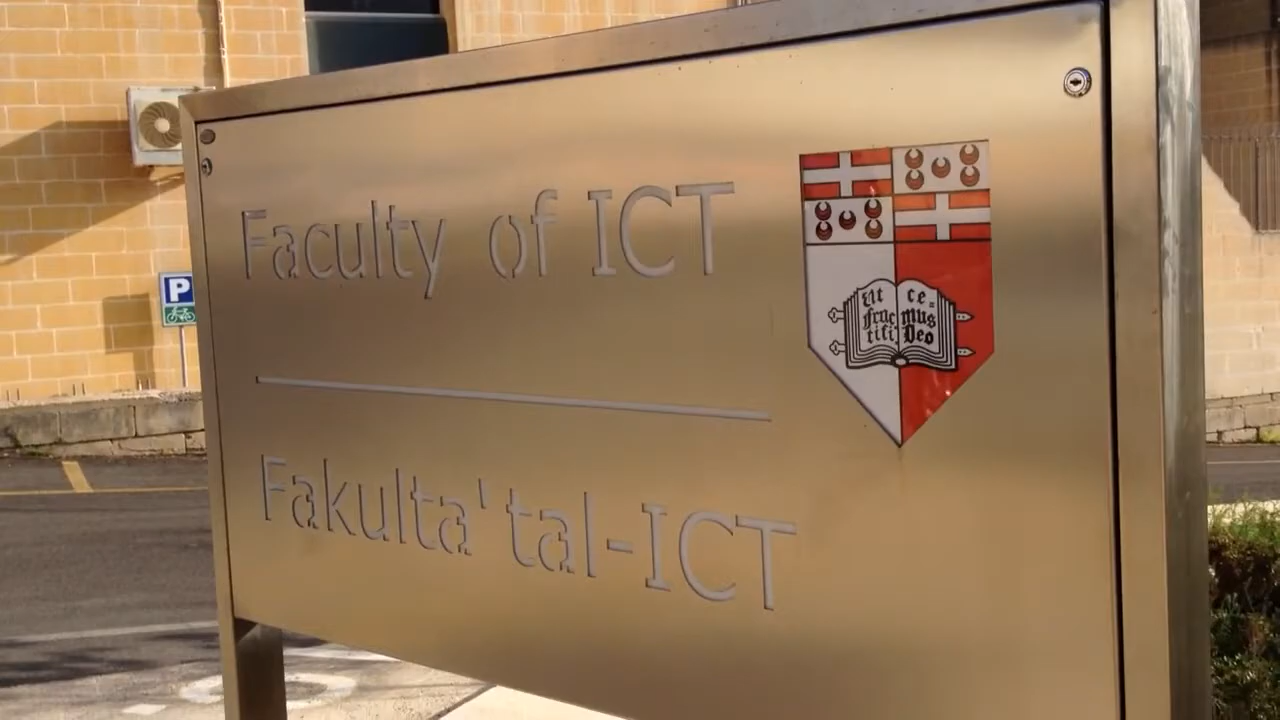 Faculty of ICT
Fakulta' tal-ICT
P
Ut
fruc
tifi
ce=
mus
Deo